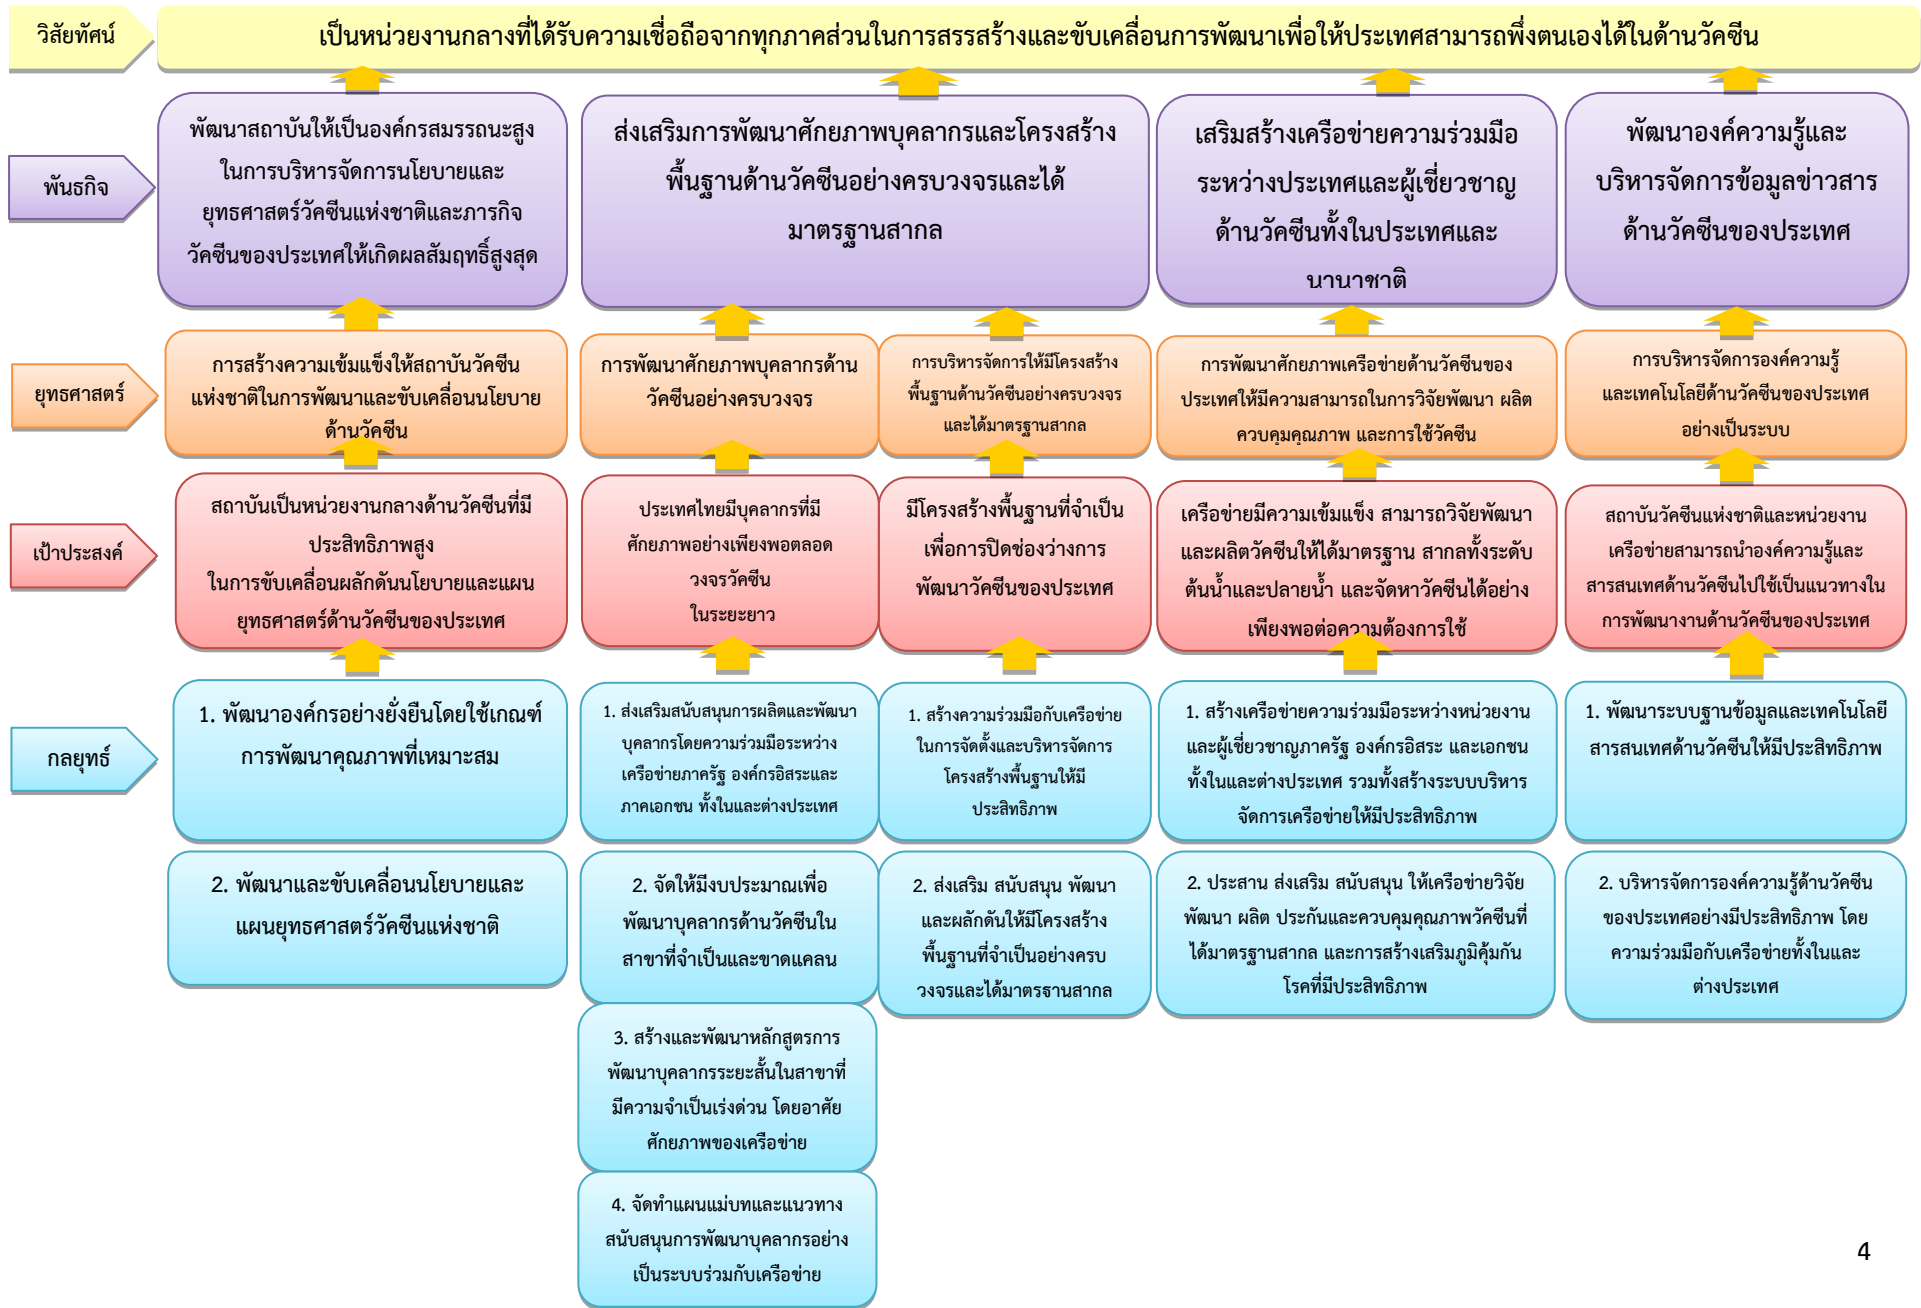 วิสัยทัศน์
เป็นหน่วยงานกลางที่ได้รับความเชื่อถือจากทุกภาคส่วนในการสรรสร้างและขับเคลื่อนการพัฒนาเพื่อให้ประเทศสามารถพึ่งตนเองได้ในด้านวัคซีน
พันธกิจ
พัฒนาสถาบันให้เป็นองค์กรสมรรถนะสูง
ในการบริหารจัดการนโยบายและ
ยุทธศาสตร์วัคซีนแห่งชาติและภารกิจ
วัคซีนของประเทศให้เกิดผลสัมฤทธิ์สูงสุด
ส่งเสริมการพัฒนาศักยภาพบุคลากรและโครงสร้าง
พื้นฐานด้านวัคซีนอย่างครบวงจรและได้
มาตรฐานสากล
เสริมสร้างเครือข่ายความร่วมมือ
ระหว่างประเทศและผู้เชี่ยวชาญ
ด้านวัคซีนทั้งในประเทศและ
นานาชาติ
พัฒนาองค์ความรู้และ
บริหารจัดการข้อมูลข่าวสาร
ด้านวัคซีนของประเทศ
ยุทธศาสตร์
การสร้างความเข้มแข็งให้สถาบันวัคซีน
แห่งชาติในการพัฒนาและขับเคลื่อนนโยบาย
ด้านวัคซีน
การพัฒนาศักยภาพบุคลากรด้าน
วัคซีนอย่างครบวงจร
การบริหารจัดการให้มีโครงสร้าง
พื้นฐานด้านวัคซีนอย่างครบวงจร
และได้มาตรฐานสากล
การพัฒนาศักยภาพเครือข่ายด้านวัคซีนของ
ประเทศให้มีความสามารถในการวิจัยพัฒนา ผลิต
ควบคุมคุณภาพ และการใช้วัคซีน
การบริหารจัดการองค์ความรู้
และเทคโนโลยีด้านวัคซีนของประเทศ
อย่างเป็นระบบ
เป้าประสงค์
สถาบันเป็นหน่วยงานกลางด้านวัคซีนที่มี
ประสิทธิภาพสูง
ในการขับเคลื่อนผลักดันนโยบายและแผน
ยุทธศาสตร์ด้านวัคซีนของประเทศ
ประเทศไทยมีบุคลากรที่มี
ศักยภาพอย่างเพียงพอตลอด
วงจรวัคซีน
ในระยะยาว
มีโครงสร้างพื้นฐานที่จำเป็น
เพื่อการปิดช่องว่างการ
พัฒนาวัคซีนของประเทศ
เครือข่ายมีความเข้มแข็ง สามารถวิจัยพัฒนา
และผลิตวัคซีนให้ได้มาตรฐาน สากลทั้งระดับ
ต้นน้ำและปลายน้ำ และจัดหาวัคซีนได้อย่าง
เพียงพอต่อความต้องการใช้
สถาบันวัคซีนแห่งชาติและหน่วยงาน
เครือข่ายสามารถนำองค์ความรู้และ
สารสนเทศด้านวัคซีนไปใช้เป็นแนวทางใน
การพัฒนางานด้านวัคซีนของประเทศ
กลยุทธ์
1. พัฒนาองค์กรอย่างยั่งยืนโดยใช้เกณฑ์
การพัฒนาคุณภาพที่เหมาะสม
1. ส่งเสริมสนับสนุนการผลิตและพัฒนา
บุคลากรโดยความร่วมมือระหว่าง
เครือข่ายภาครัฐ องค์กรอิสระและ
ภาคเอกชน ทั้งในและต่างประเทศ
1. สร้างความร่วมมือกับเครือข่าย
ในการจัดตั้งและบริหารจัดการ
โครงสร้างพื้นฐานให้มี
ประสิทธิภาพ
1. สร้างเครือข่ายความร่วมมือระหว่างหน่วยงาน
และผู้เชี่ยวชาญภาครัฐ องค์กรอิสระ และเอกชน
ทั้งในและต่างประเทศ รวมทั้งสร้างระบบบริหาร
จัดการเครือข่ายให้มีประสิทธิภาพ
1. พัฒนาระบบฐานข้อมูลและเทคโนโลยี
สารสนเทศด้านวัคซีนให้มีประสิทธิภาพ
2. พัฒนาและขับเคลื่อนนโยบายและ
แผนยุทธศาสตร์วัคซีนแห่งชาติ
2. จัดให้มีงบประมาณเพื่อ
พัฒนาบุคลากรด้านวัคซีนใน
สาขาที่จำเป็นและขาดแคลน
2. ส่งเสริม สนับสนุน พัฒนา
และผลักดันให้มีโครงสร้าง
พื้นฐานที่จำเป็นอย่างครบ
วงจรและได้มาตรฐานสากล
2. ประสาน ส่งเสริม สนับสนุน ให้เครือข่ายวิจัย
พัฒนา ผลิต ประกันและควบคุมคุณภาพวัคซีนที่
ได้มาตรฐานสากล และการสร้างเสริมภูมิคุ้มกัน
โรคที่มีประสิทธิภาพ
2. บริหารจัดการองค์ความรู้ด้านวัคซีน
ของประเทศอย่างมีประสิทธิภาพ โดย
ความร่วมมือกับเครือข่ายทั้งในและ
ต่างประเทศ
3. สร้างและพัฒนาหลักสูตรการ
พัฒนาบุคลากรระยะสั้นในสาขาที่
มีความจำเป็นเร่งด่วน โดยอาศัย
ศักยภาพของเครือข่าย
4. จัดทำแผนแม่บทและแนวทาง
สนับสนุนการพัฒนาบุคลากรอย่าง
เป็นระบบร่วมกับเครือข่าย
4